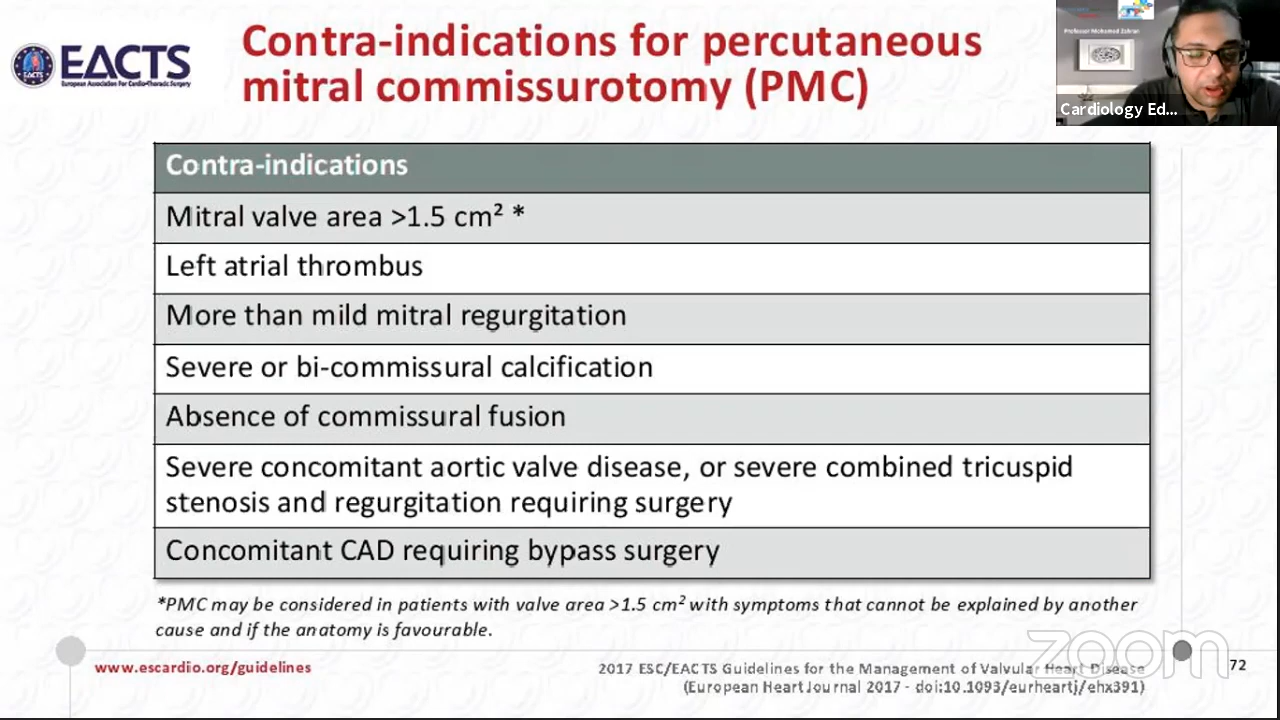 EACTS
European Association For Cardio-Thoracic Surgery
Contra-indications for percutaneous
mitral commissurotomy (PMC)
Professor Mohamed Zahran
Cardiology Ed...
Contra-indications
Mitral valve area >1.5 cm² *
Left atrial thrombus
More than mild mitral regurgitation
Severe or bi-commissural calcification
Absence of commissural fusion
Severe concomitant aortic valve disease, or severe combined tricuspid
stenosis and regurgitation requiring surgery
Concomitant CAD requiring bypass surgery
*PMC may be considered in patients with valve area >1.5 cm² with symptoms that cannot be explained by another
cause and if the anatomy is favourable.
zoom
www.escardio.org/guidelines
2017 ESC/EACTS Guidelines for the Management of Valvular Heart Disease
(European Heart Journal 2017 - doi:10.1093/eurheartj/ehx391)
72